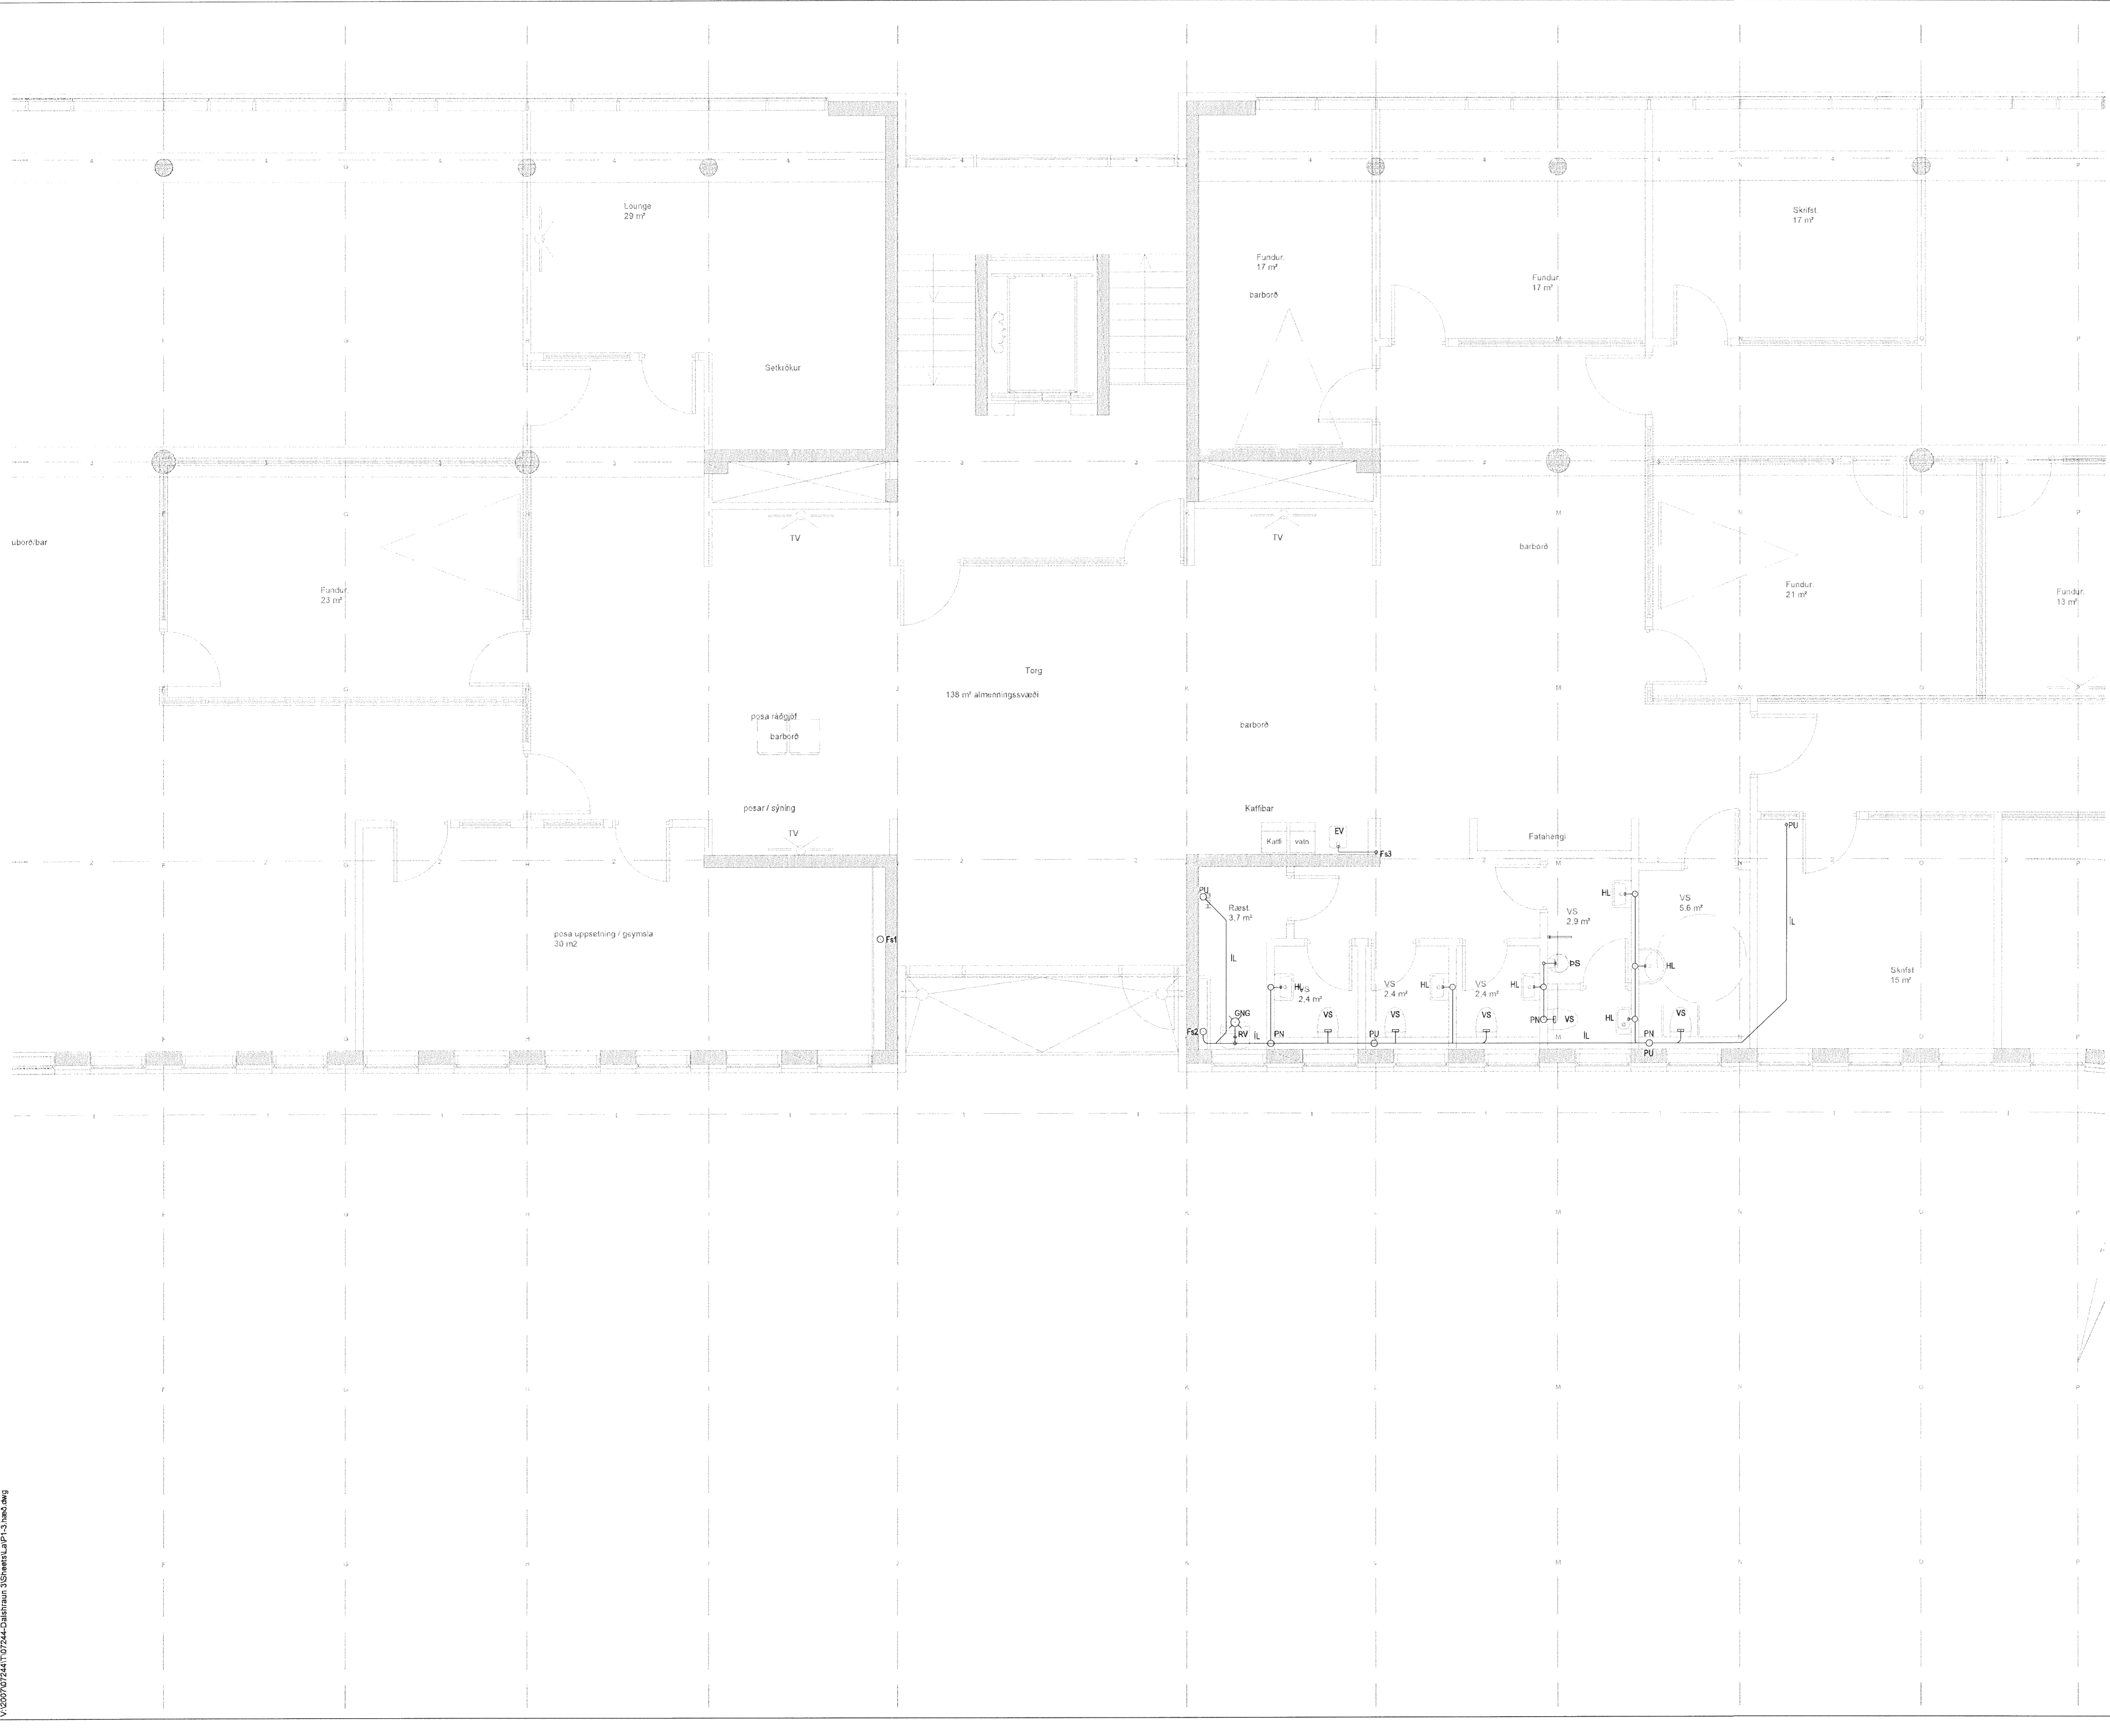 Lounge
29 m²
Skrifst.
17 m²
Fundur.
17 m²
barborð
Fundur.
17 m²
Setkrókur
uborð/bar
TV
TV
barborð
Fundur.
23 m²
Fundur.
21 m²
Fundur.
13 m²
Torg
138 m² almenningssvæði
posa ráðgjöf
barborð
barborð
posar / sýning
Kaffibar
TV
EV
Kaffi
vatn
Fatahengi
PU
Fs3
PU
HL
VS
5,6 m²
Ræst.
3,7 m²
VS
2,9 m²
ÍL
posa uppsetning / geymsla
30 m2
Fs1
ÍL
ÞS
HL
Skrifst
15 m²
HL
VS
2,4 m²
VS
2,4 m²
HL
VS
2,4 m²
HL
GNG
VS
VS
VS
PN
VS
HL
VS
Fs2
RV
ÍL
PN
PU
ÍL
PN
PU
V:\2007\07244\T\07244-Dalshraun 3\Sheets\La\P1-3.hæð.dwg